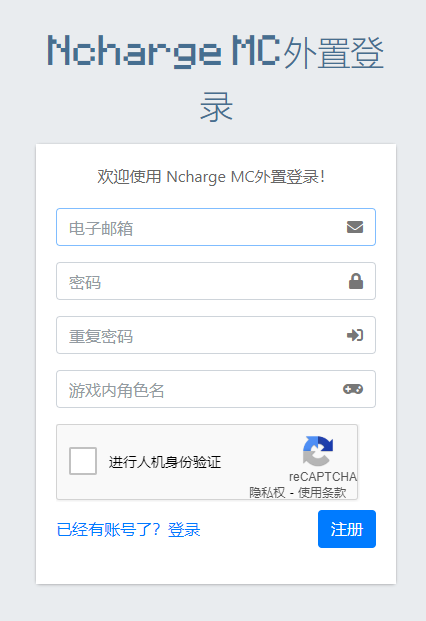 Ncharge MC外置登
录
欢迎使用 Ncharge MC外置登录！
电子邮箱
密码
重复密码
游戏内角色名
进行人机身份验证
reCAPTCHA
隐私权 - 使用条款
已经有账号了？登录
注册